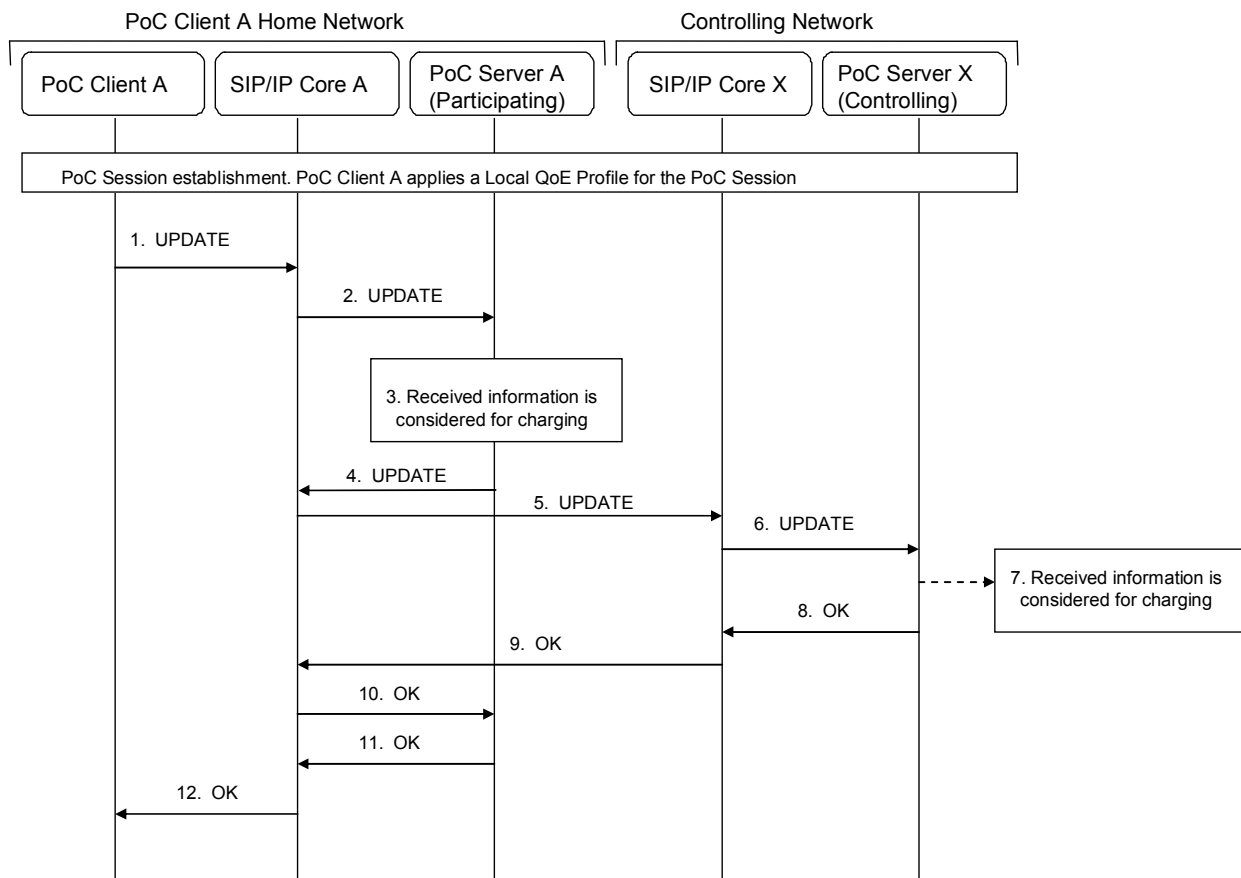 PoC Client A Home Network
Controlling Network
PoC Client A
SIP/IP Core A
PoC Server A
(Participating)
SIP/IP Core X
PoC Server X
(Controlling)
PoC Session establishment. PoC Client A applies a Local QoE Profile for the PoC Session
1. UPDATE
2. UPDATE
3. Received information is
considered for charging
4. UPDATE
5. UPDATE
6. UPDATE
7. Received information is
considered for charging
8. OK
9. OK
10. OK
11. OK
12. OK